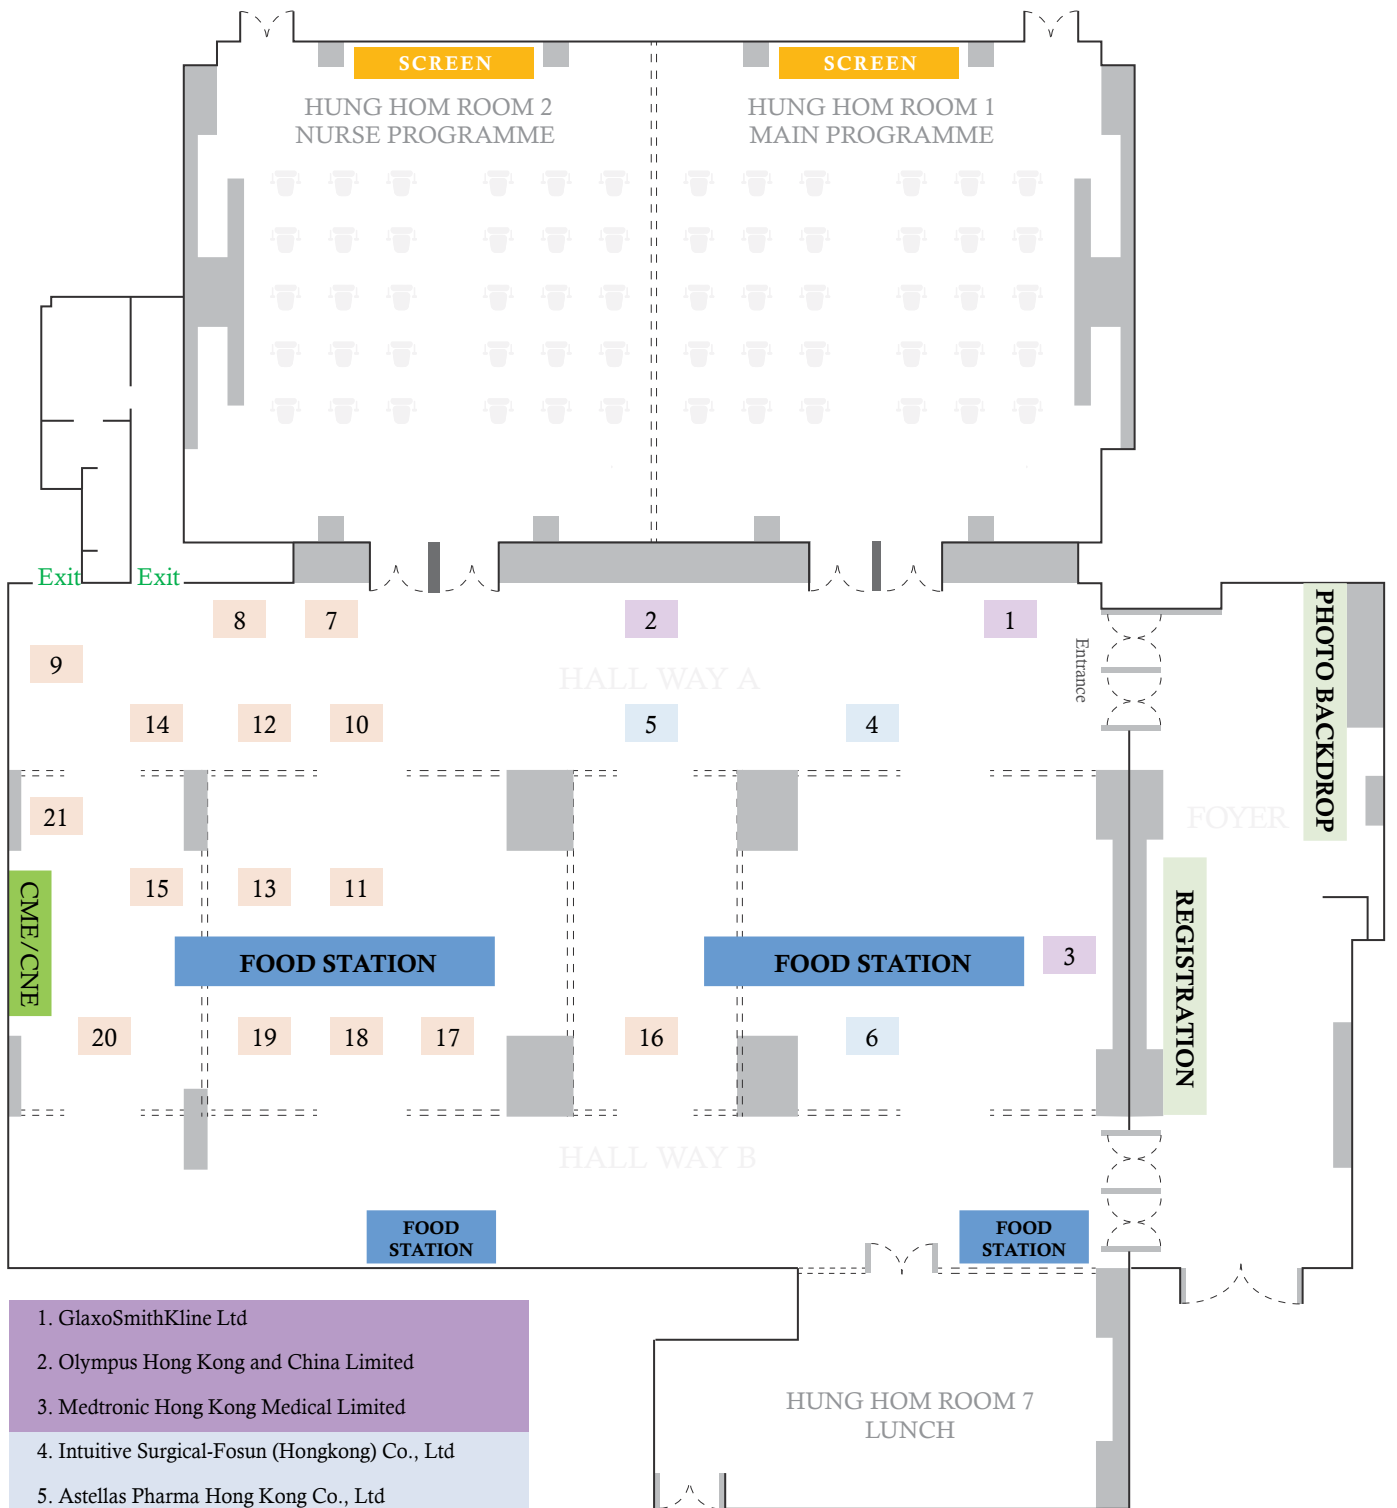 SCREEN
SCREEN
HUNG HOM ROOM 2
NURSE PROGRAMME
HUNG HOM ROOM 1
MAIN PROGRAMME
Exit
Exit
8
7
2
1
9
Entrance
HALL WAY A
PHOTO BACKDROP
14
12
10
5
4
21
FOYER
15
13
11
CME/CNE
REGISTRATION
FOOD STATION
FOOD STATION
3
20
19
18
17
16
6
HALL WAY B
FOOD
STATION
FOOD
STATION
1. GlaxoSmithKline Ltd
2. Olympus Hong Kong and China Limited
3. Medtronic Hong Kong Medical Limited
4. Intuitive Surgical-Fosun (Hongkong) Co., Ltd
5. Astellas Pharma Hong Kong Co., Ltd
HUNG HOM ROOM 7
LUNCH